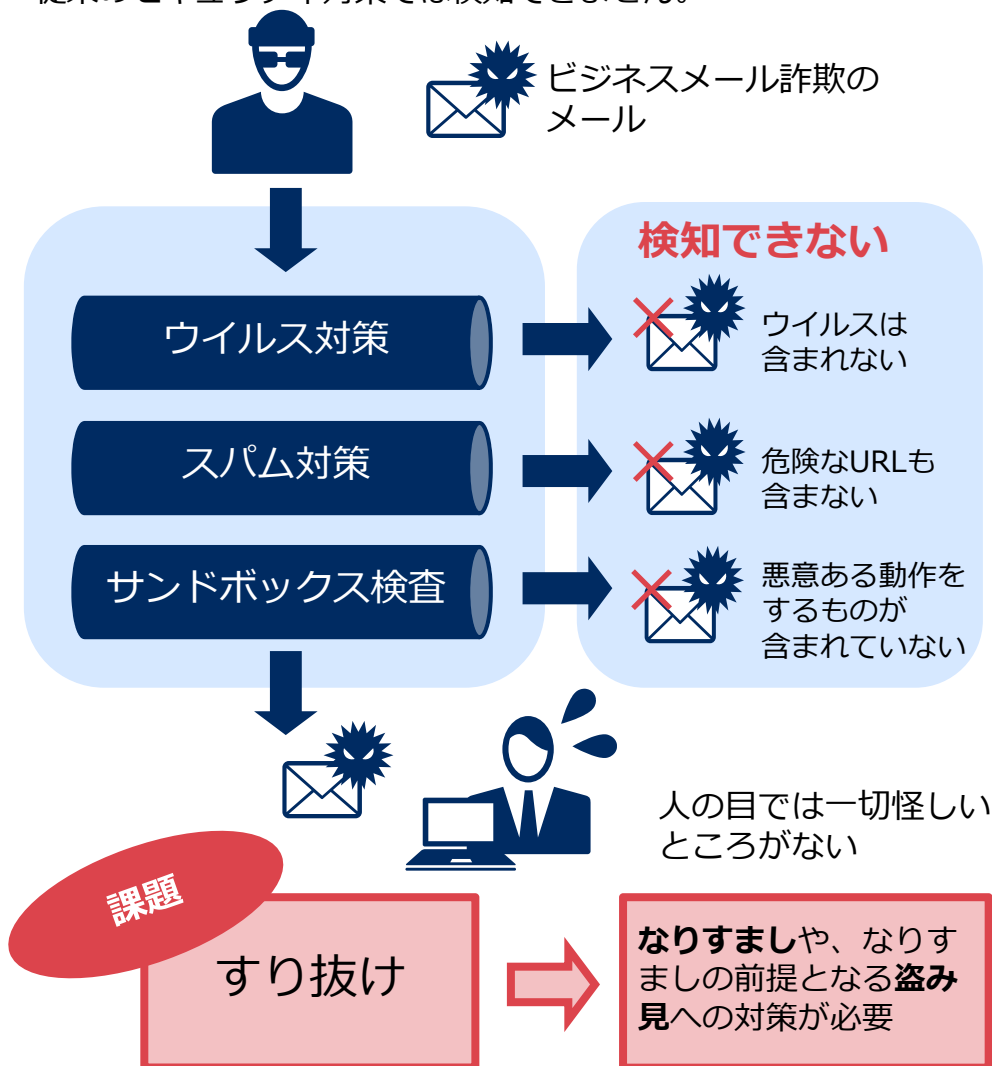 ビジネスメール詐欺の
メール
検知できない
ウイルス対策
ウイルスは
含まれない
スパム対策
危険なURLも
含まない
サンドボックス検査
悪意ある動作を
するものが
含まれていない
人の目では一切怪しい
ところがない
課題
すり抜け
なりすましや、なりす
ましの前提となる盗み
見への対策が必要